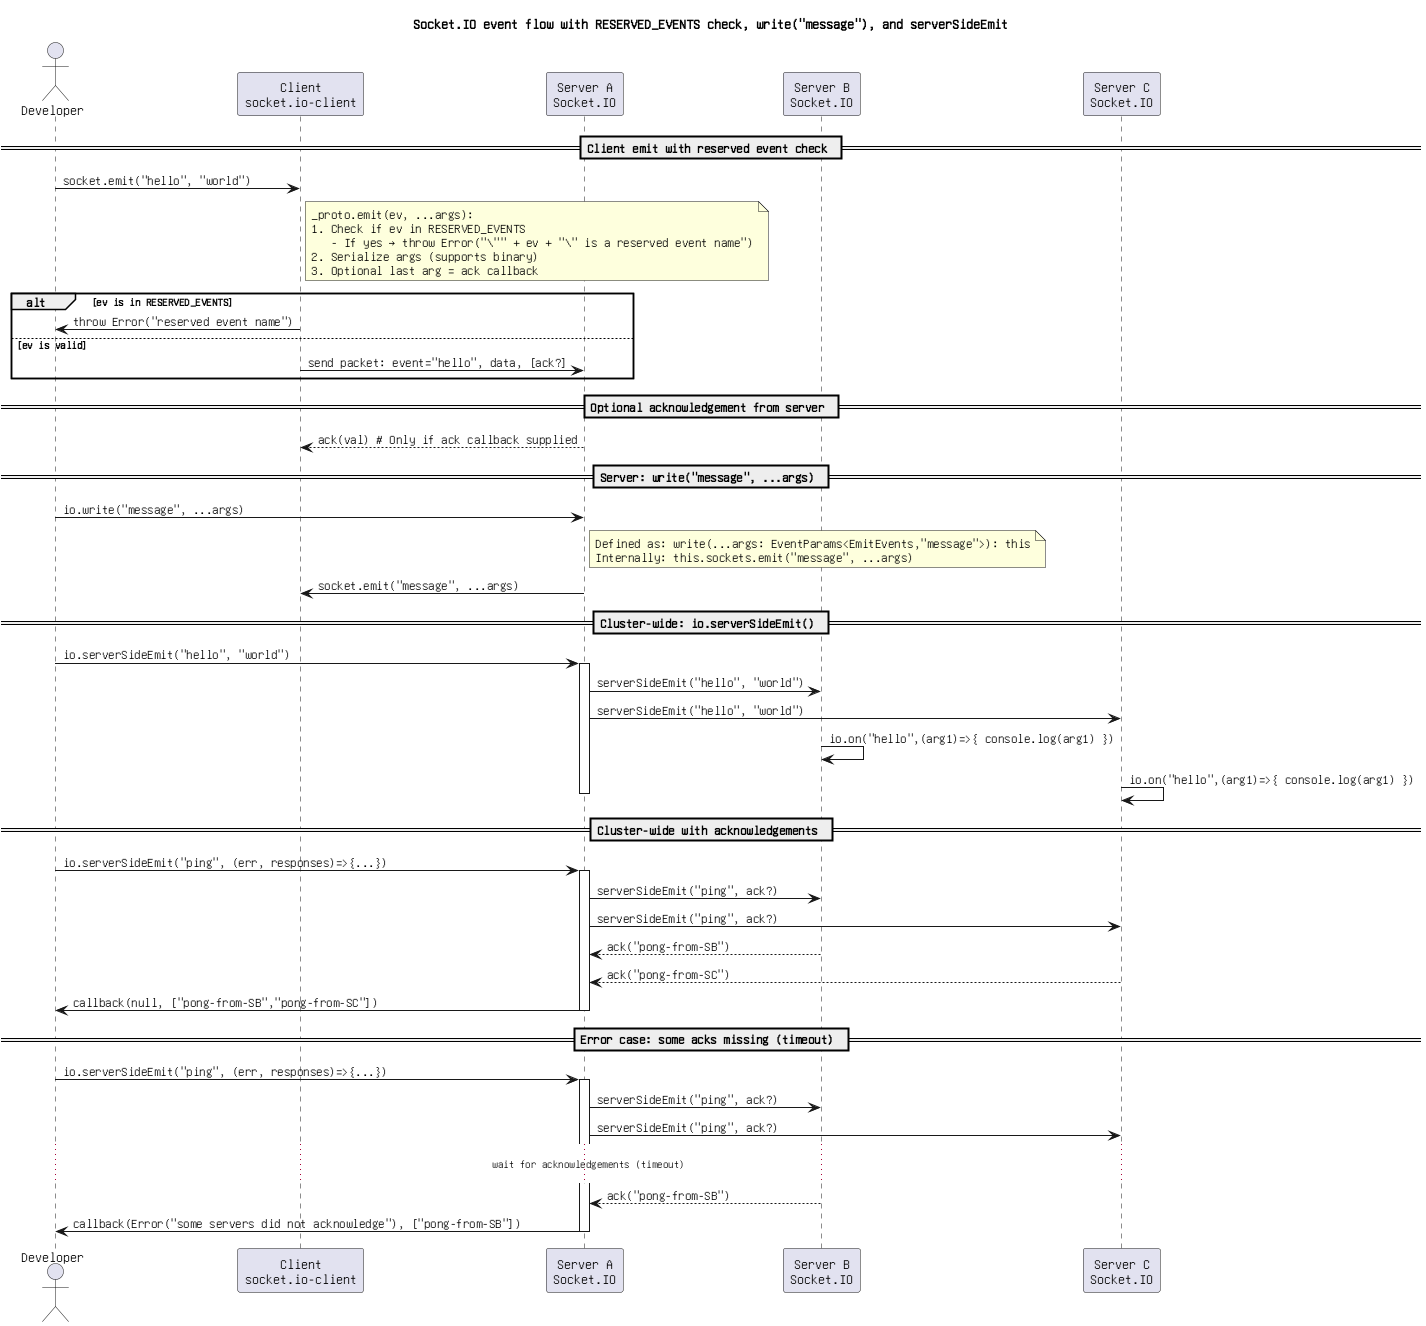 Socket.IO event flow with RESERVED_EVENTS check, write("message"), and serverSideEmit
Developer
Client
socket.io-client
Server A
Socket.IO
Server B
Socket.IO
Server C
Socket.IO
Client emit with reserved event check
socket.emit("hello", "world")
_proto.emit(ev, ...args):
1. Check if ev in RESERVED_EVENTS
- If yes → throw Error("\"" + ev + "\" is a reserved event name")
2. Serialize args (supports binary)
3. Optional last arg = ack callback
alt [ev is in RESERVED_EVENTS]
throw Error("reserved event name")
[ev is valid]
send packet: event="hello", data, [ack?]
Optional acknowledgement from server
ack(val) # Only if ack callback supplied
Server: write("message", ...args)
io.write("message", ...args)
Defined as: write(...args: EventParams<EmitEvents,"message">): this
Internally: this.sockets.emit("message", ...args)
socket.emit("message", ...args)
Cluster-wide: io.serverSideEmit()
io.serverSideEmit("hello", "world")
serverSideEmit("hello", "world")
serverSideEmit("hello", "world")
io.on("hello",(arg1)=>{ console.log(arg1) })
io.on("hello",(arg1)=>{ console.log(arg1) })
Cluster-wide with acknowledgements
io.serverSideEmit("ping", (err, responses)=>{...})
serverSideEmit("ping", ack?)
serverSideEmit("ping", ack?)
ack("pong-from-SB")
ack("pong-from-SC")
callback(null, ["pong-from-SB","pong-from-SC"])
Error case: some acks missing (timeout)
io.serverSideEmit("ping", (err, responses)=>{...})
serverSideEmit("ping", ack?)
serverSideEmit("ping", ack?)
wait for acknowledgements (timeout)
ack("pong-from-SB")
callback(Error("some servers did not acknowledge"), ["pong-from-SB"])
Developer
Client
socket.io-client
Server A
Socket.IO
Server B
Socket.IO
Server C
Socket.IO